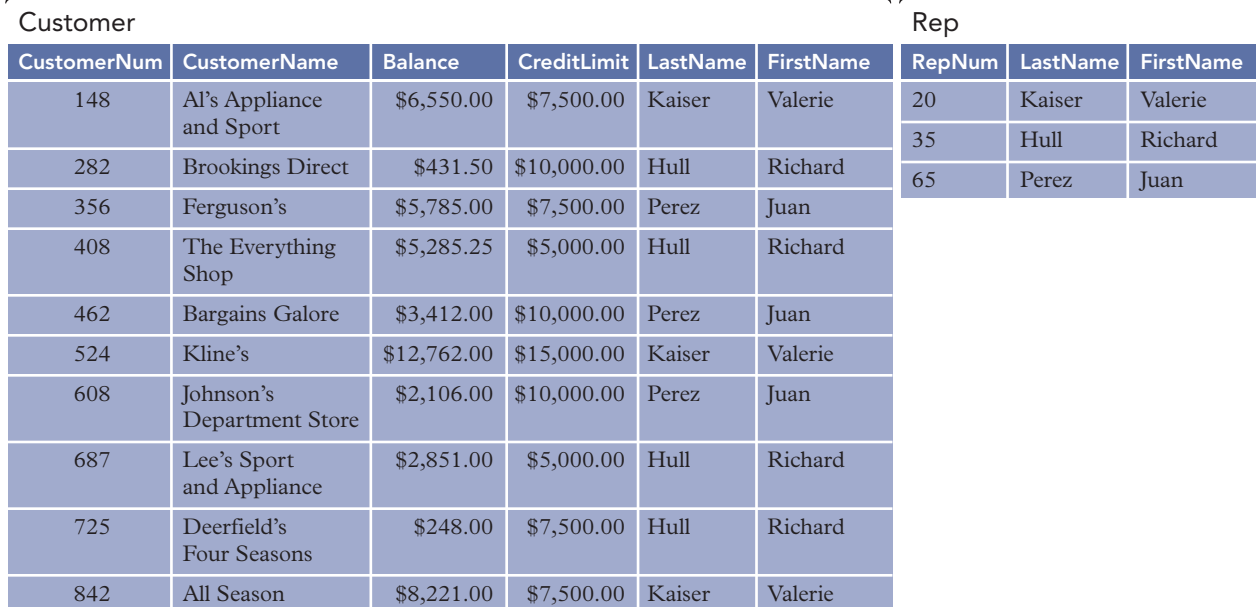 Customer
CustomerNum CustomerName Balance CreditLimit LastName FirstName
148 Al's Appliance and Sport $6,550.00 $7,500.00 Kaiser Valerie
282 Brookings Direct $431.50 $10,000.00 Hull Richard
356 Ferguson's $5,785.00 $7,500.00 Perez Juan
408 The Everything Shop $5,285.25 $5,000.00 Hull Richard
462 Bargains Galore $3,412.00 $10,000.00 Perez Juan
524 Kline's $12,762.00 $15,000.00 Kaiser Valerie
608 Johnson's Department Store $2,106.00 $10,000.00 Perez Juan
687 Lee's Sport and Appliance $2,851.00 $5,000.00 Hull Richard
725 Deerfield's Four Seasons $248.00 $7,500.00 Hull Richard
842 All Season $8,221.00 $7,500.00 Kaiser Valerie
Rep
RepNum LastName FirstName
20 Kaiser Valerie
35 Hull Richard
65 Perez Juan